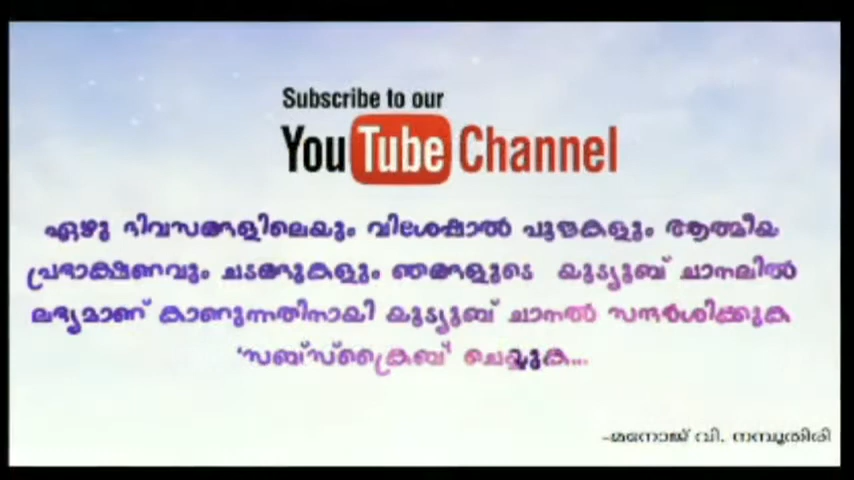 Subscribe to our
YouTube Channel
ഏഴു ദിവസങ്ങളിലെയും വിശേഷാൽ പൂജകളും ആത്മീയ
പ്രഭാക്ഷണവും ചടങ്ങുകളും ഞങ്ങളുടെ യുട്യുബ് ചാനലിൽ
ലഭ്യമാണ് കാണുന്നതിനായി യുട്യുബ് ചാനൽ സന്ദർശിക്കുക
'സബ്സ്ക്രൈബ്' ചെയ്യുക...
-മനോജ് വി. നമ്പൂതിരി